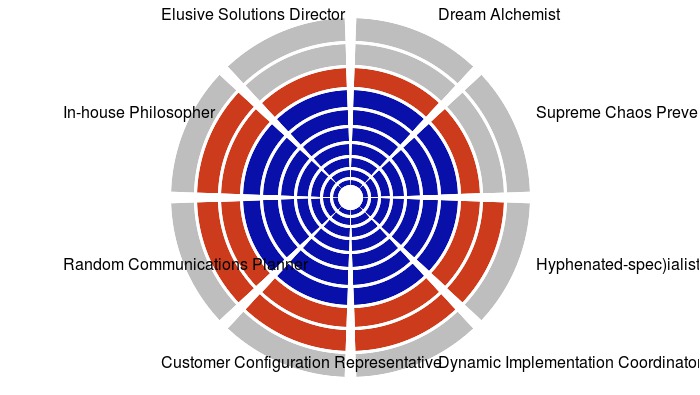 Elusive Solutions Director
Dream Alchemist
In-house Philosopher
Supreme Chaos Preve
Random Communications Planner
Hyphenated-spec)ialist
Customer Configuration Representative
Dynamic Implementation Coordinator